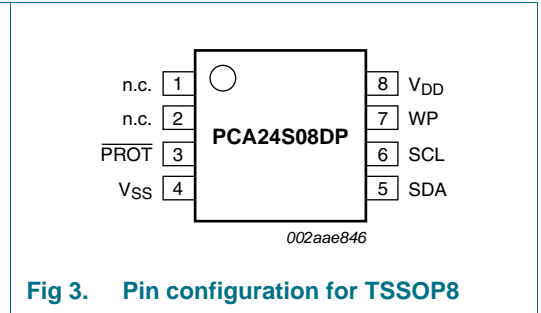 n.c. 1 8 VDD
n.c. 2 7 WP
PROT 3 6 SCL
VSS 4 5 SDA
PCA24S08DP
002aae846
Fig 3. Pin configuration for TSSOP8